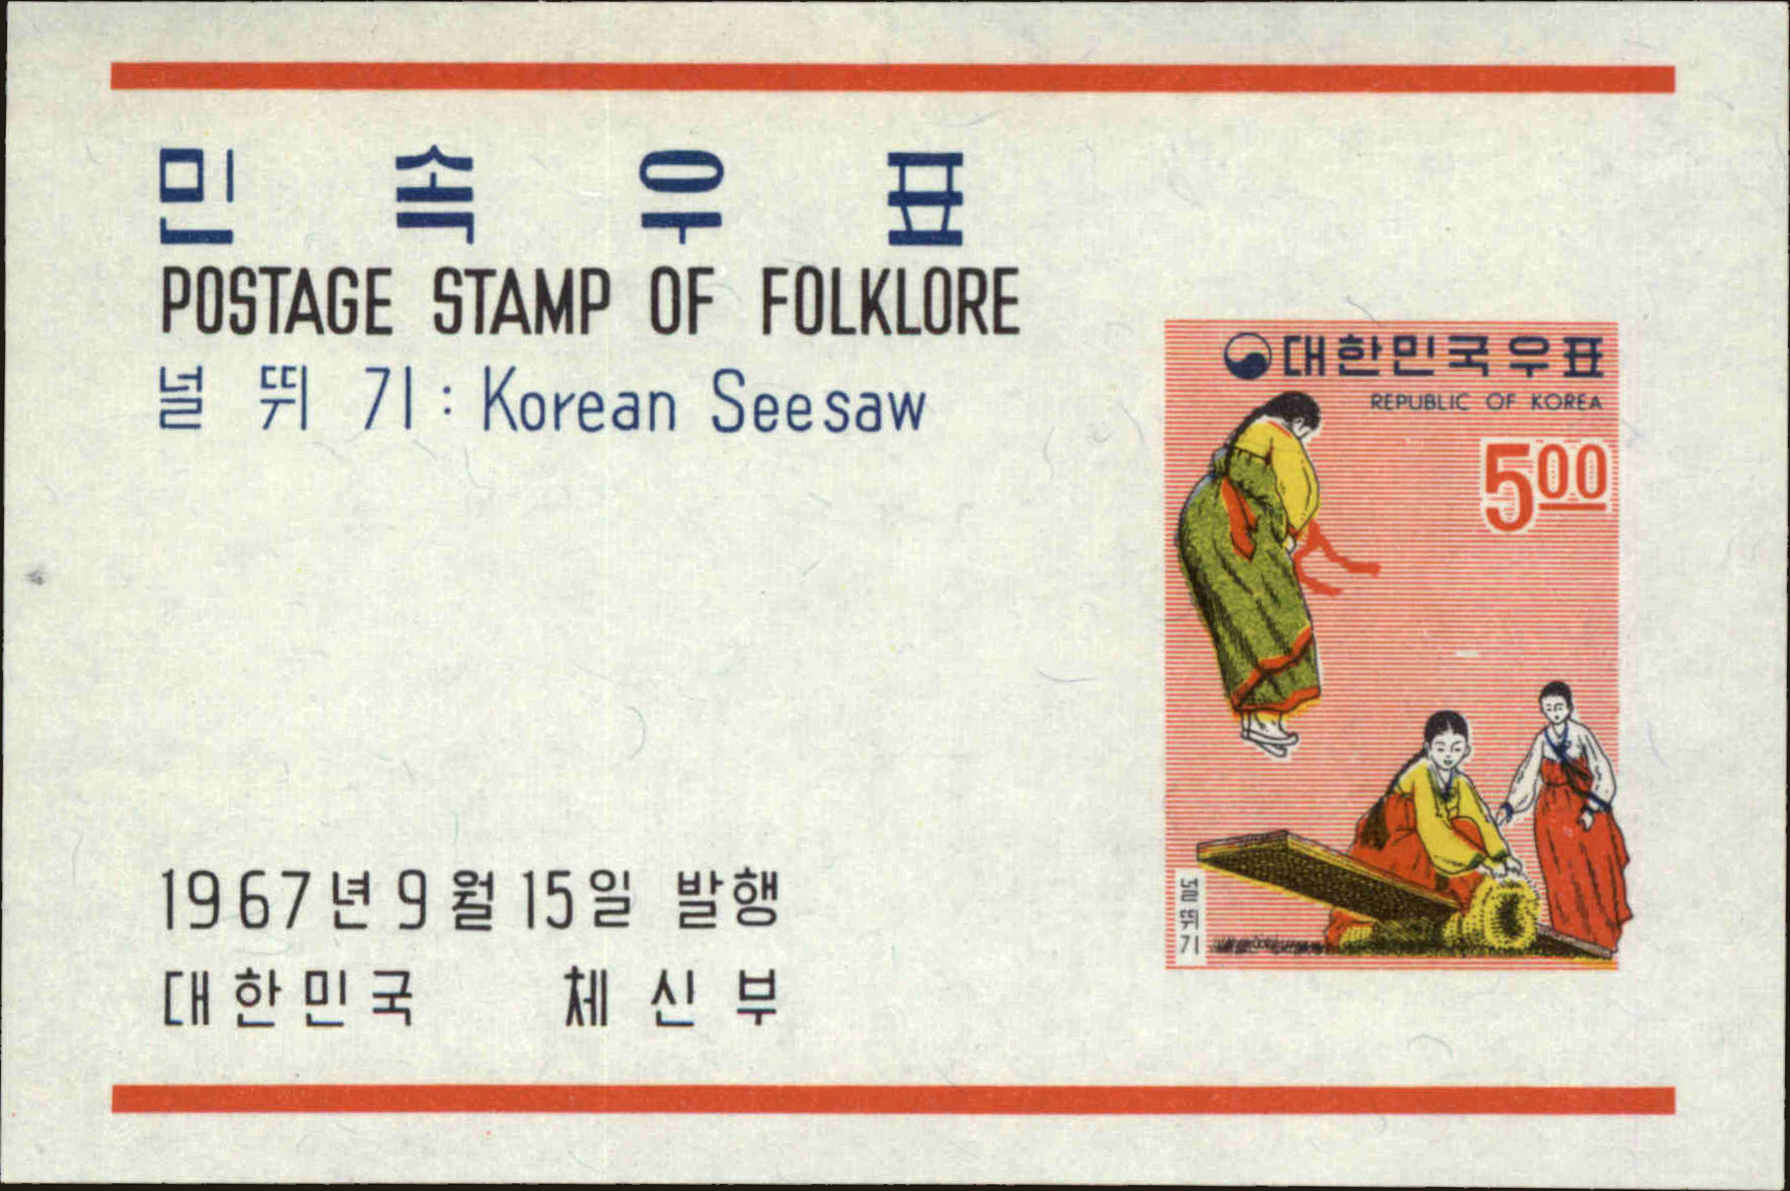 민속우표
POSTAGE STAMP OF FOLKLORE
널뛰기: Korean Seesaw
대한민국우표
REPUBLIC OF KOREA
500
널뛰기
1967년 9월 15일 발행
대한민국 체신부